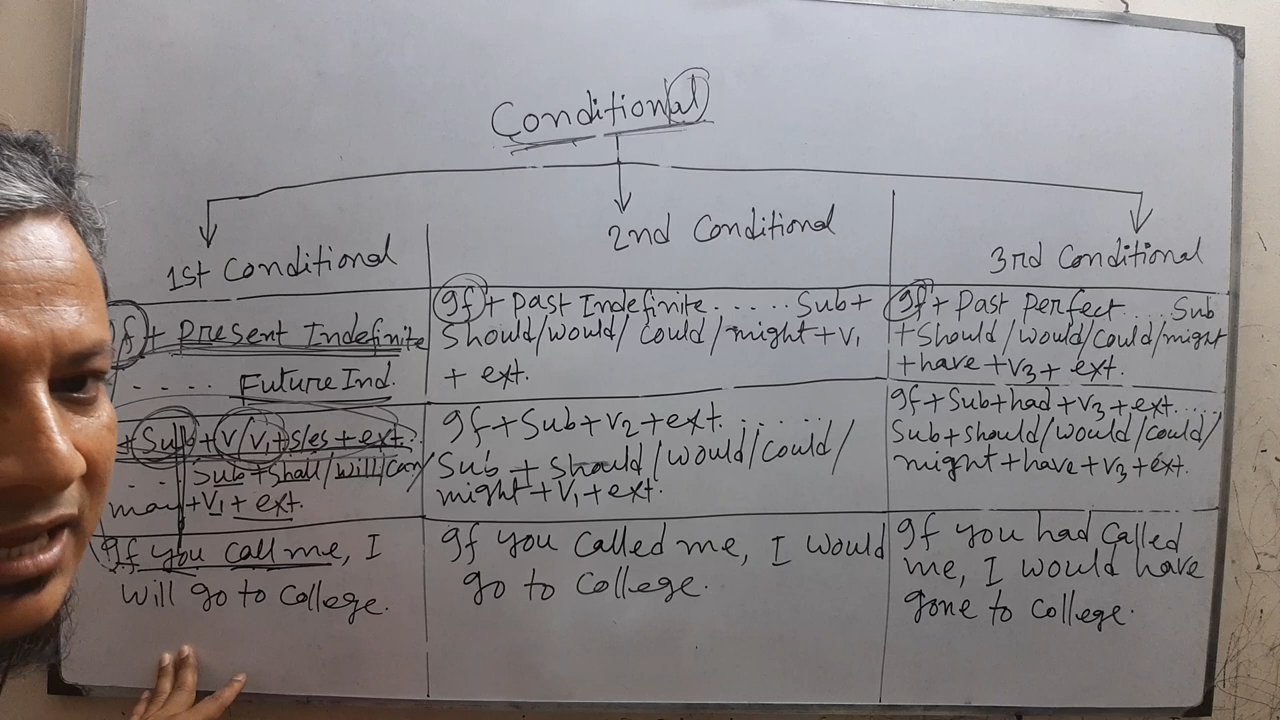 Conditional
1st Conditional
2nd Conditional
3rd Conditional
If + Present Indefinite
..... Future Ind.
+ Sub + V/V1 + s/es + ext...
.... Sub + shall/will/can/
may + V1 + ext.
If you call me, I
will go to college.
If + Past Indefinite...... Sub +
Should/would/could/might + V1
+ ext.
If + Sub + V2 + ext.......
Sub + should/would/could/
might + V1 + ext.
If you called me, I would
go to college.
If + Past perfect..... Sub
+ Should/would/could/might
+ have + V3 + ext.
If + Sub + had + V3 + ext.....
Sub + should/would/could/
might + have + V3 + ext.
If you had called
me, I would have
gone to college.